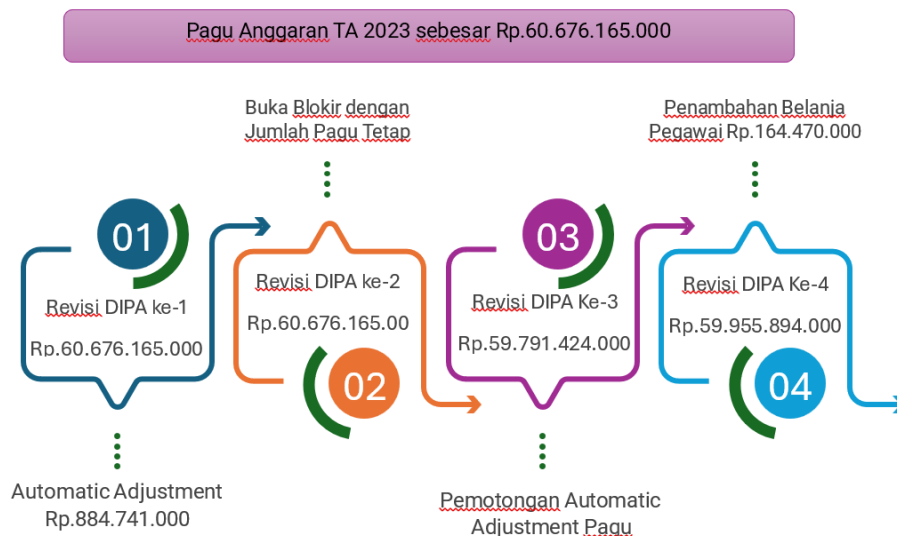 Pagu Anggaran TA 2023 sebesar Rp.60.676.165.000
01
Revisi DIPA ke-1
Rp.60.676.165.000
Automatic Adjustment
Rp.884.741.000
Buka Blokir dengan
Jumlah Pagu Tetap
Revisi DIPA ke-2
Rp.60.676.165.00
02
03
Revisi DIPA Ke-3
Rp.59.791.424.000
Pemotongan Automatic
Adjustment Pagu
Penambahan Belanja
Pegawai Rp.164.470.000
Revisi DIPA Ke-4
Rp.59.955.894.000
04